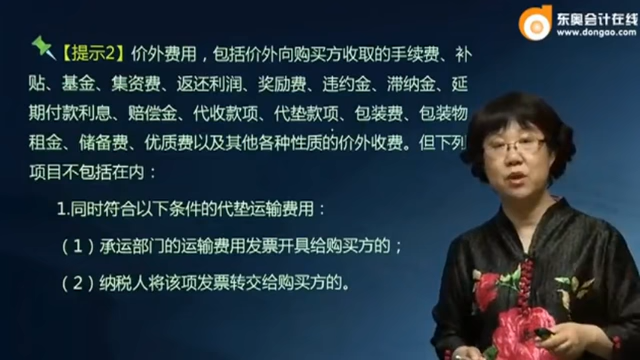 东奥会计在线
www.dongao.com
【提示2】价外费用，包括价外向购买方收取的手续费、补
贴、基金、集资费、返还利润、奖励费、违约金、滞纳金、延
期付款利息、赔偿金、代收款项、代垫款项、包装费、包装物
租金、储备费、优质费以及其他各种性质的价外收费。但下列
项目不包括在内：
1.同时符合以下条件的代垫运输费用：
（1）承运部门的运输费用发票开具给购买方的；
（2）纳税人将该项发票转交给购买方的。